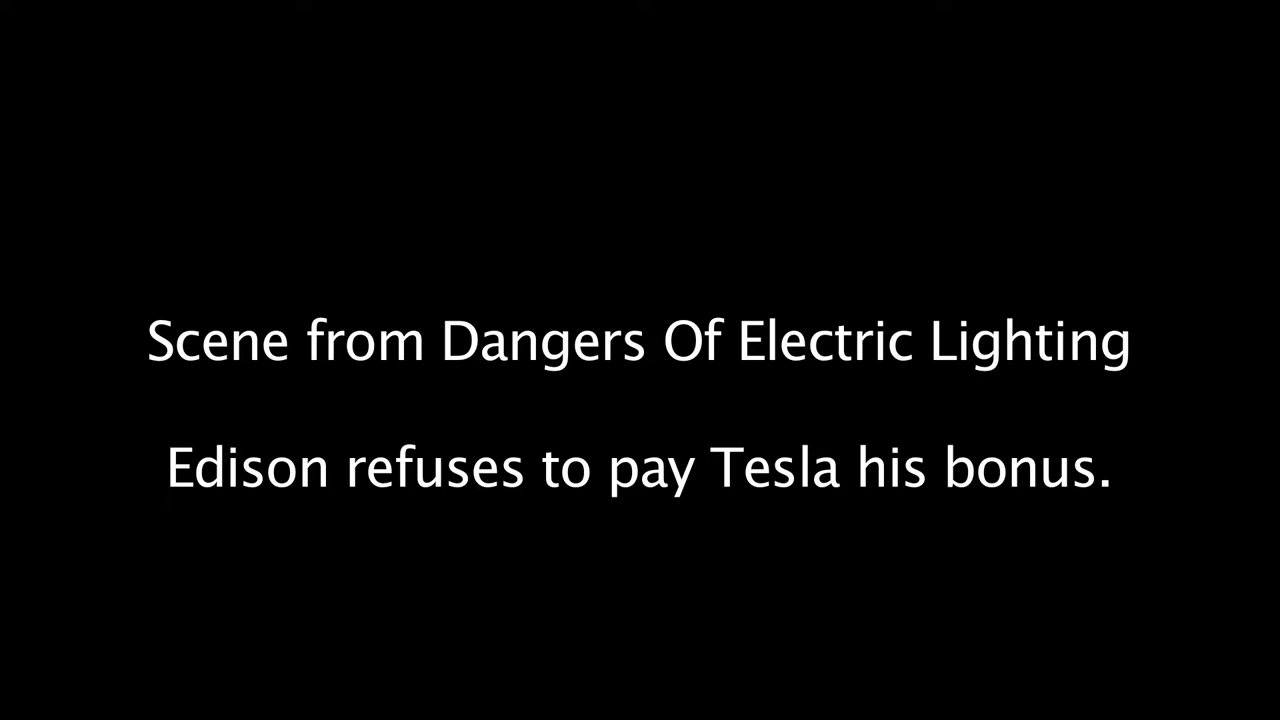 Scene from Dangers Of Electric Lighting
Edison refuses to pay Tesla his bonus.